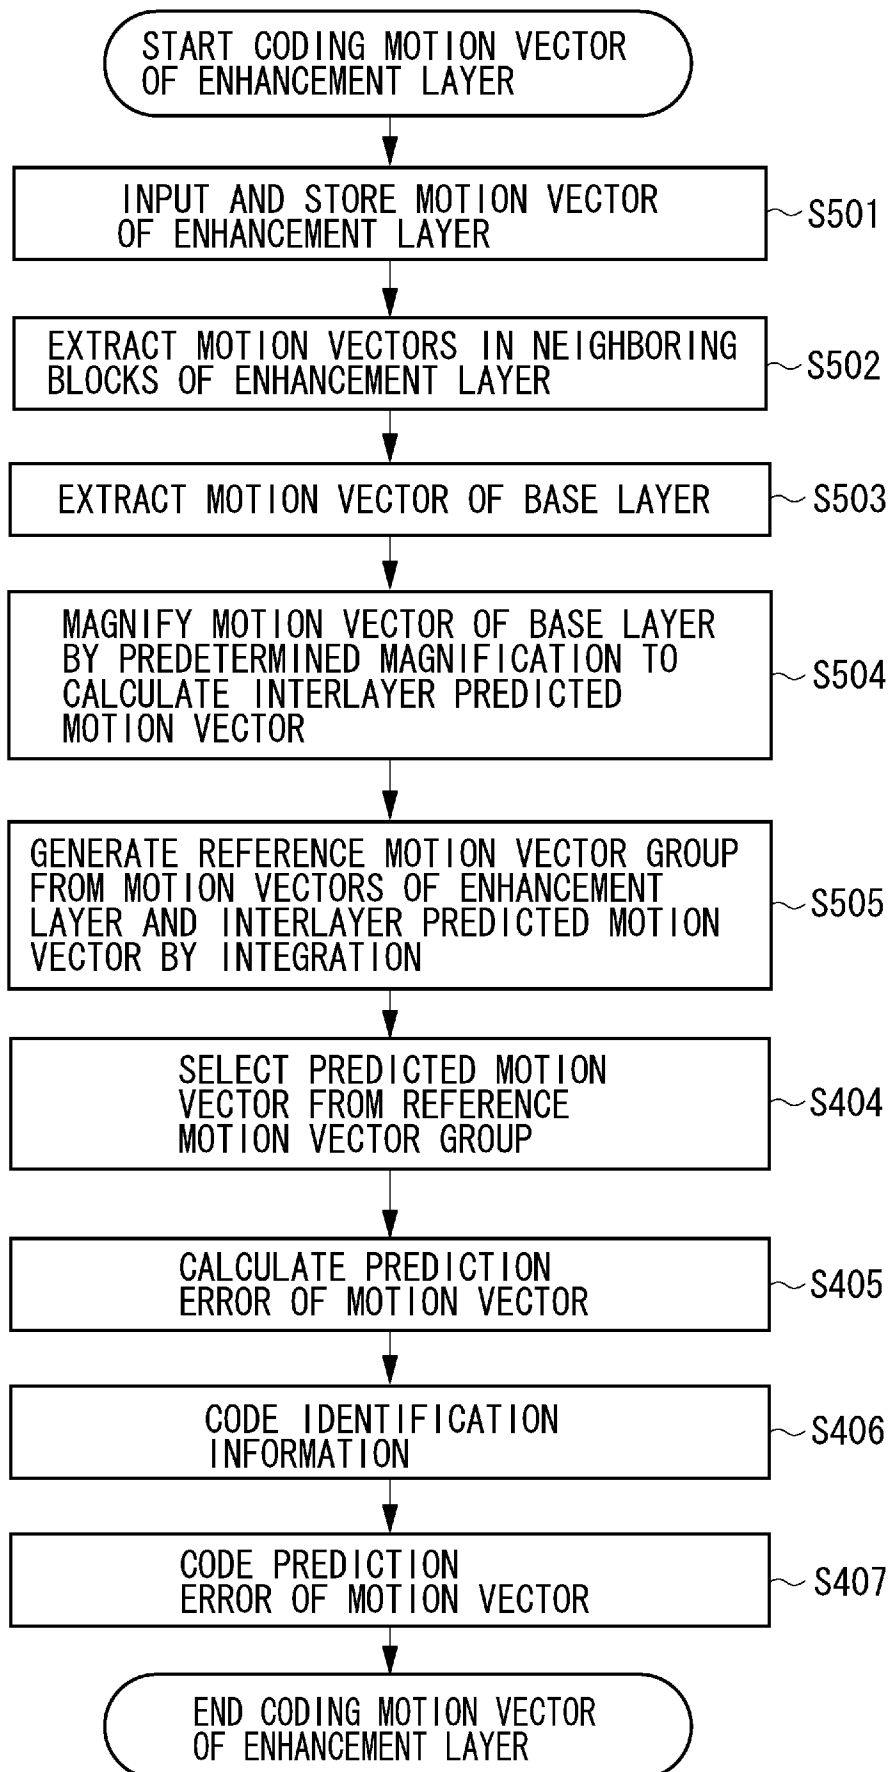 START CODING MOTION VECTOR
OF ENHANCEMENT LAYER
INPUT AND STORE MOTION VECTOR
OF ENHANCEMENT LAYER
S501
EXTRACT MOTION VECTORS IN NEIGHBORING
BLOCKS OF ENHANCEMENT LAYER
S502
EXTRACT MOTION VECTOR OF BASE LAYER
S503
MAGNIFY MOTION VECTOR OF BASE LAYER
BY PREDETERMINED MAGNIFICATION TO
CALCULATE INTERLAYER PREDICTED
MOTION VECTOR
S504
GENERATE REFERENCE MOTION VECTOR GROUP
FROM MOTION VECTORS OF ENHANCEMENT
LAYER AND INTERLAYER PREDICTED MOTION
VECTOR BY INTEGRATION
S505
SELECT PREDICTED MOTION
VECTOR FROM REFERENCE
MOTION VECTOR GROUP
S404
CALCULATE PREDICTION
ERROR OF MOTION VECTOR
S405
CODE IDENTIFICATION
INFORMATION
S406
CODE PREDICTION
ERROR OF MOTION VECTOR
S407
END CODING MOTION VECTOR
OF ENHANCEMENT LAYER